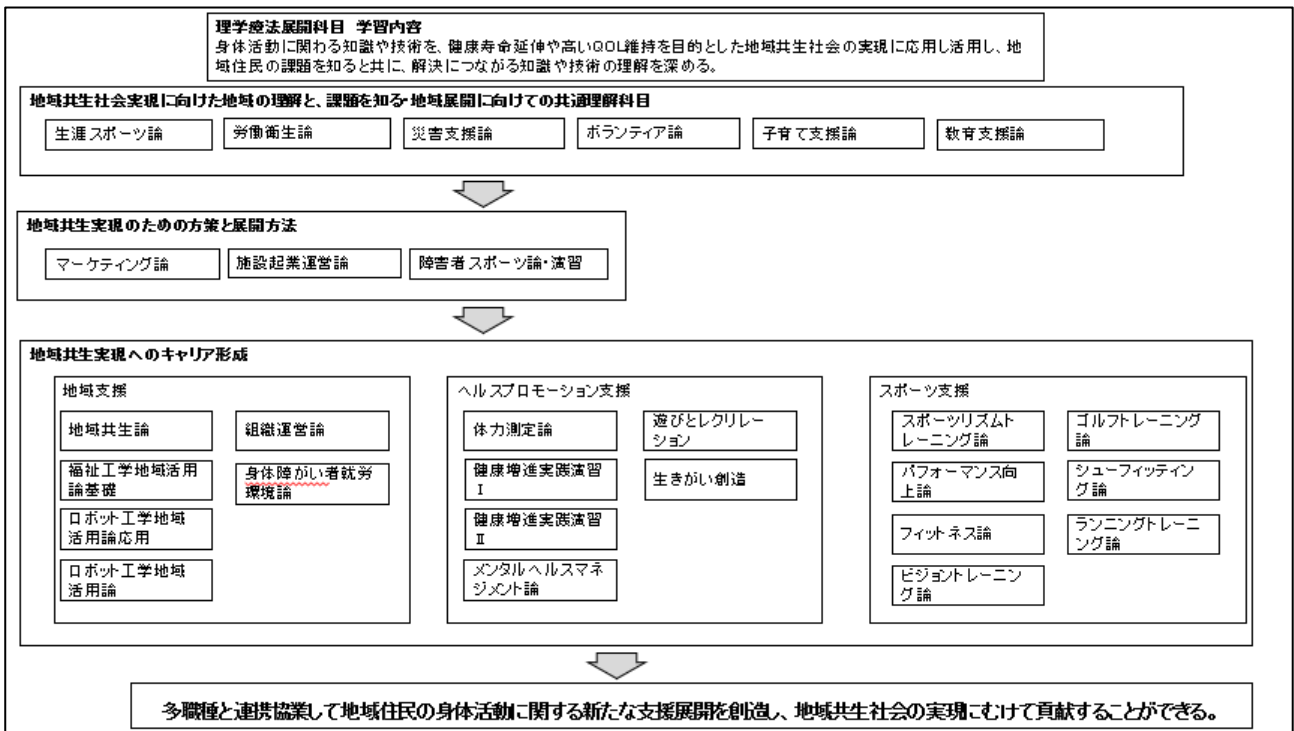 理学療法展開科目 学習内容
身体活動に関わる知識や技術を、健康寿命延伸や高いQOL維持を目的とした地域共生社会の実現に応用し活用し、地
域住民の課題を知ると共に、解決につながる知識や技術の理解を深める。
地域共生社会実現に向けた地域の理解と、課題を知る・地域展開に向けての共通理解科目
生涯スポーツ論
労働衛生論
災害支援論
ボランティア論
子育て支援論
教育支援論
地域共生実現のための方策と展開方法
マーケティング論
施設起業運営論
障害者スポーツ論・演習
地域共生実現へのキャリア形成
地域支援
地域共生論
組織運営論
福祉工学地域活用
論基礎
身体障がい者就労
環境論
ロボット工学地域
活用論応用
ロボット工学地域
活用論
ヘルスプロモーション支援
体力測定論
遊びとレクリレー
ション
健康増進実践演習
Ⅰ
生きがい創造
健康増進実践演習
Ⅱ
メンタルヘルスマネ
ジメント論
スポーツ支援
スポーツリズムト
レーニング論
ゴルフトレーニング
論
パフォーマンス向
上論
シューフィッティン
グ論
フィットネス論
ランニングトレーニ
ング論
ビジョントレーニン
グ論
多職種と連携協業して地域住民の身体活動に関する新たな支援展開を創造し、地域共生社会の実現にむけて貢献することができる。